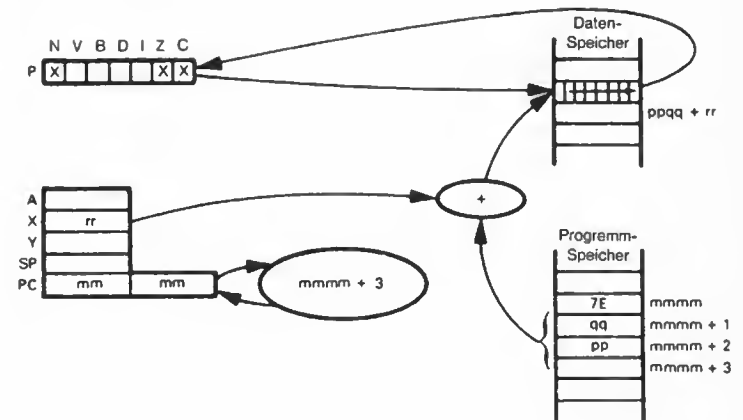 Daten-
Speicher
N V B D I Z C
P X X X
ppqq + rr
+
A
X rr
Y
SP
PC mm mm
mmmm + 3
Programm-
Speicher
7E mmmm
qq mmmm + 1
pp mmmm + 2
mmmm + 3